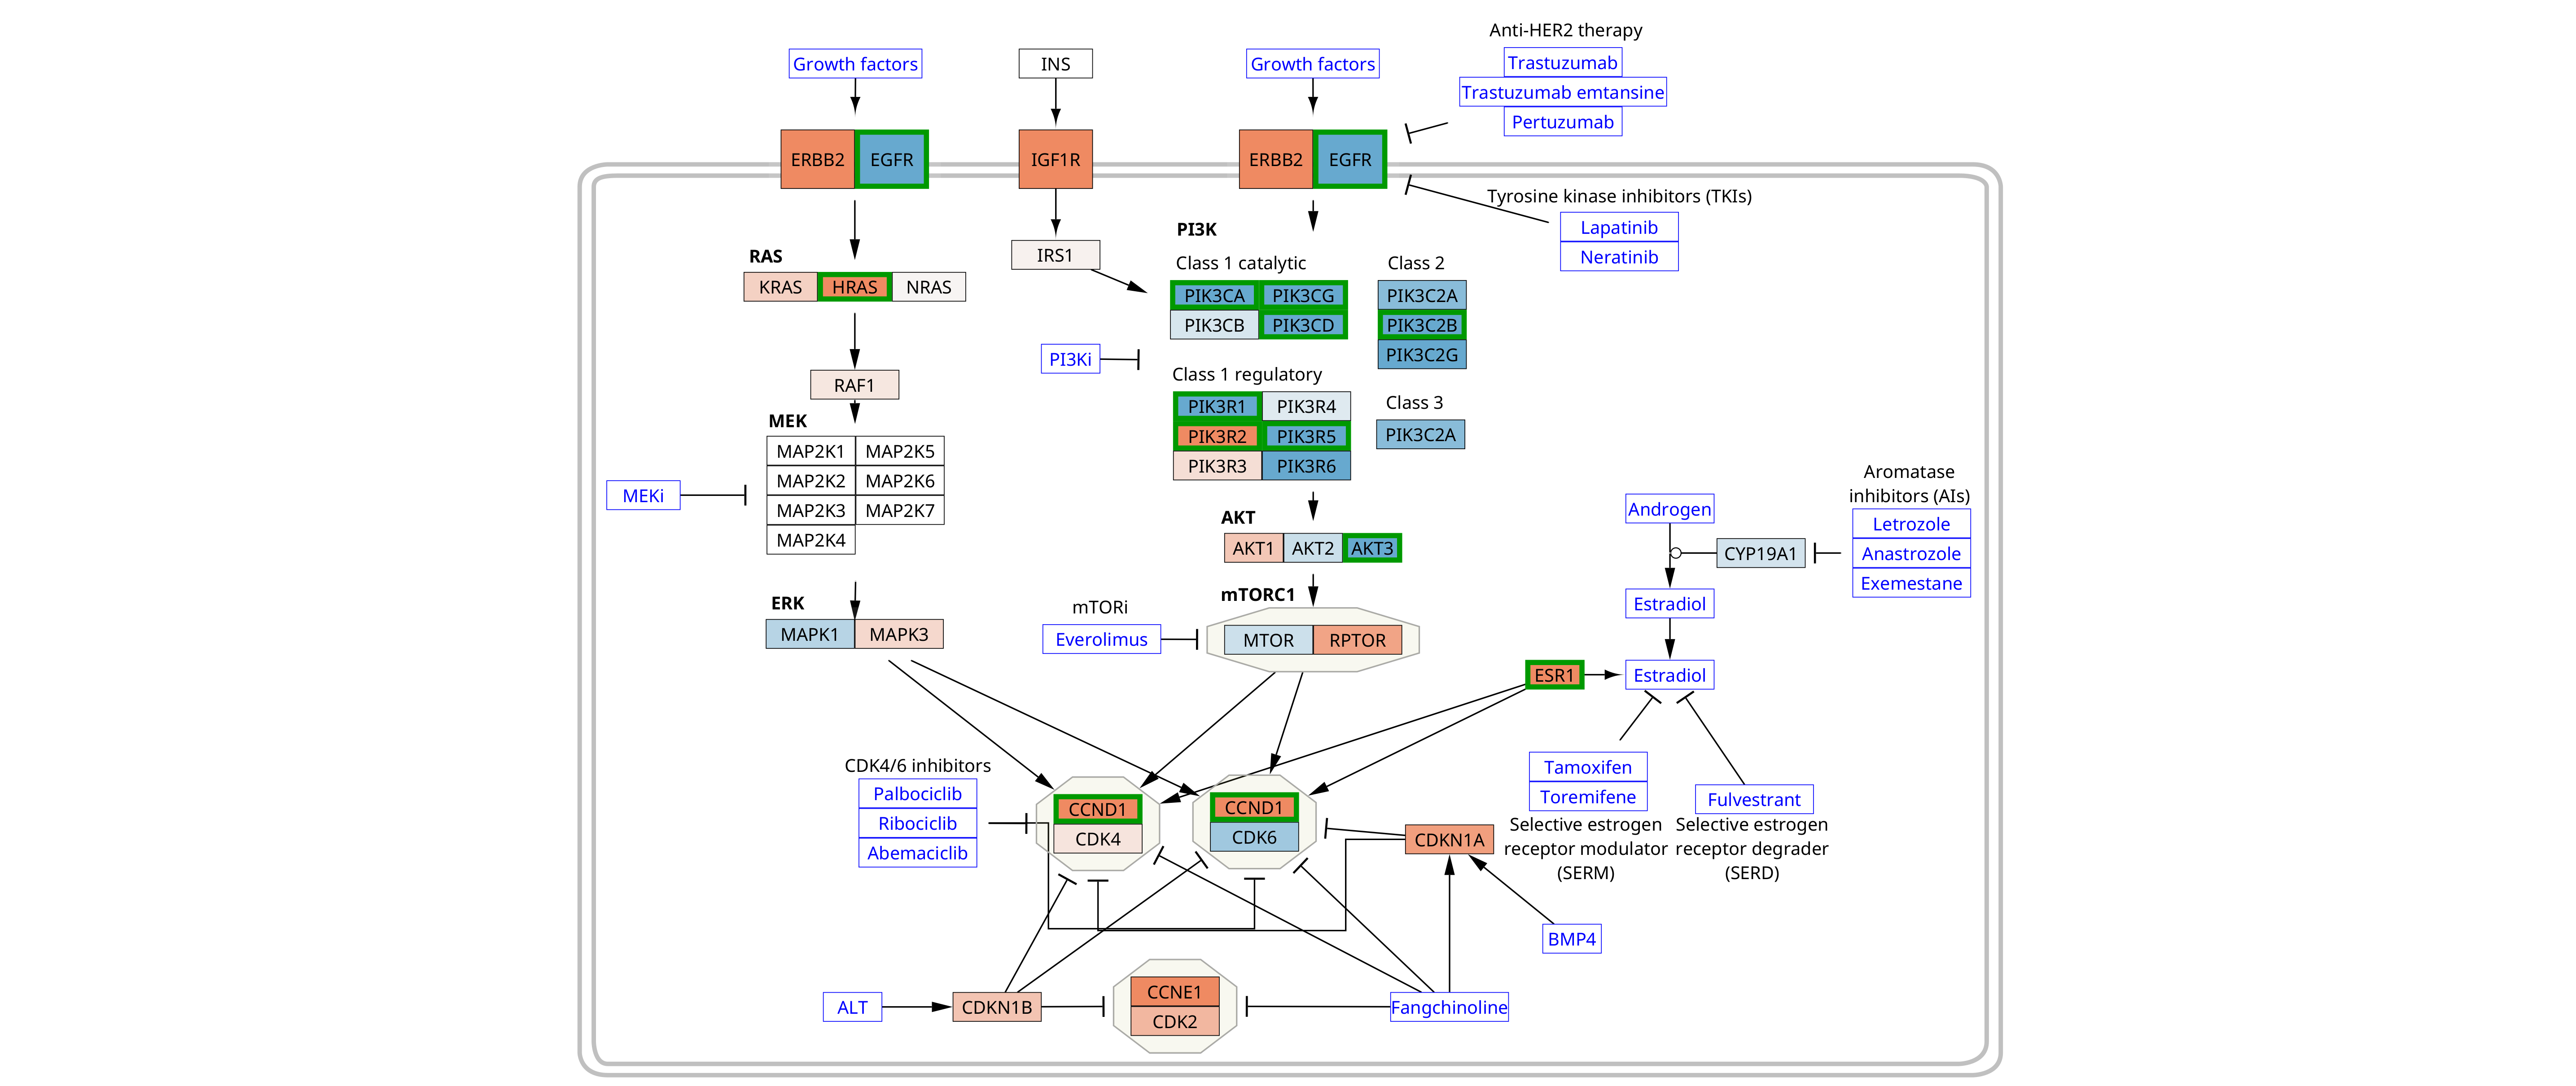 Anti-HER2 therapy
Growth factors
INS
Growth factors
Trastuzumab
Trastuzumab emtansine
Pertuzumab
ERBB2
EGFR
IGF1R
ERBB2
EGFR
Tyrosine kinase inhibitors (TKIs)
Lapatinib
Neratinib
PI3K
RAS
IRS1
Class 1 catalytic
Class 2
KRAS
HRAS
NRAS
PIK3CA
PIK3CG
PIK3C2A
PIK3CB
PIK3CD
PIK3C2B
PI3Ki
PIK3C2G
RAF1
Class 1 regulatory
Class 3
PIK3R1
PIK3R4
PIK3R2
PIK3R5
PIK3C2A
PIK3R3
PIK3R6
MEK
MAP2K1
MAP2K5
MAP2K2
MAP2K6
MAP2K3
MAP2K7
MAP2K4
MEKi
Aromatase
inhibitors (AIs)
Androgen
Letrozole
Anastrozole
Exemestane
CYP19A1
AKT
AKT1
AKT2
AKT3
Estradiol
ERK
mTORi
mTORC1
MAPK1
MAPK3
Everolimus
MTOR
RPTOR
ESR1
Estradiol
CDK4/6 inhibitors
Palbociclib
Ribociclib
Abemaciclib
CCND1
CDK4
CCND1
CDK6
CDKN1A
Tamoxifen
Toremifene
Selective estrogen
receptor modulator
(SERM)
Fulvestrant
Selective estrogen
receptor degrader
(SERD)
BMP4
ALT
CDKN1B
CCNE1
CDK2
Fangchinoline